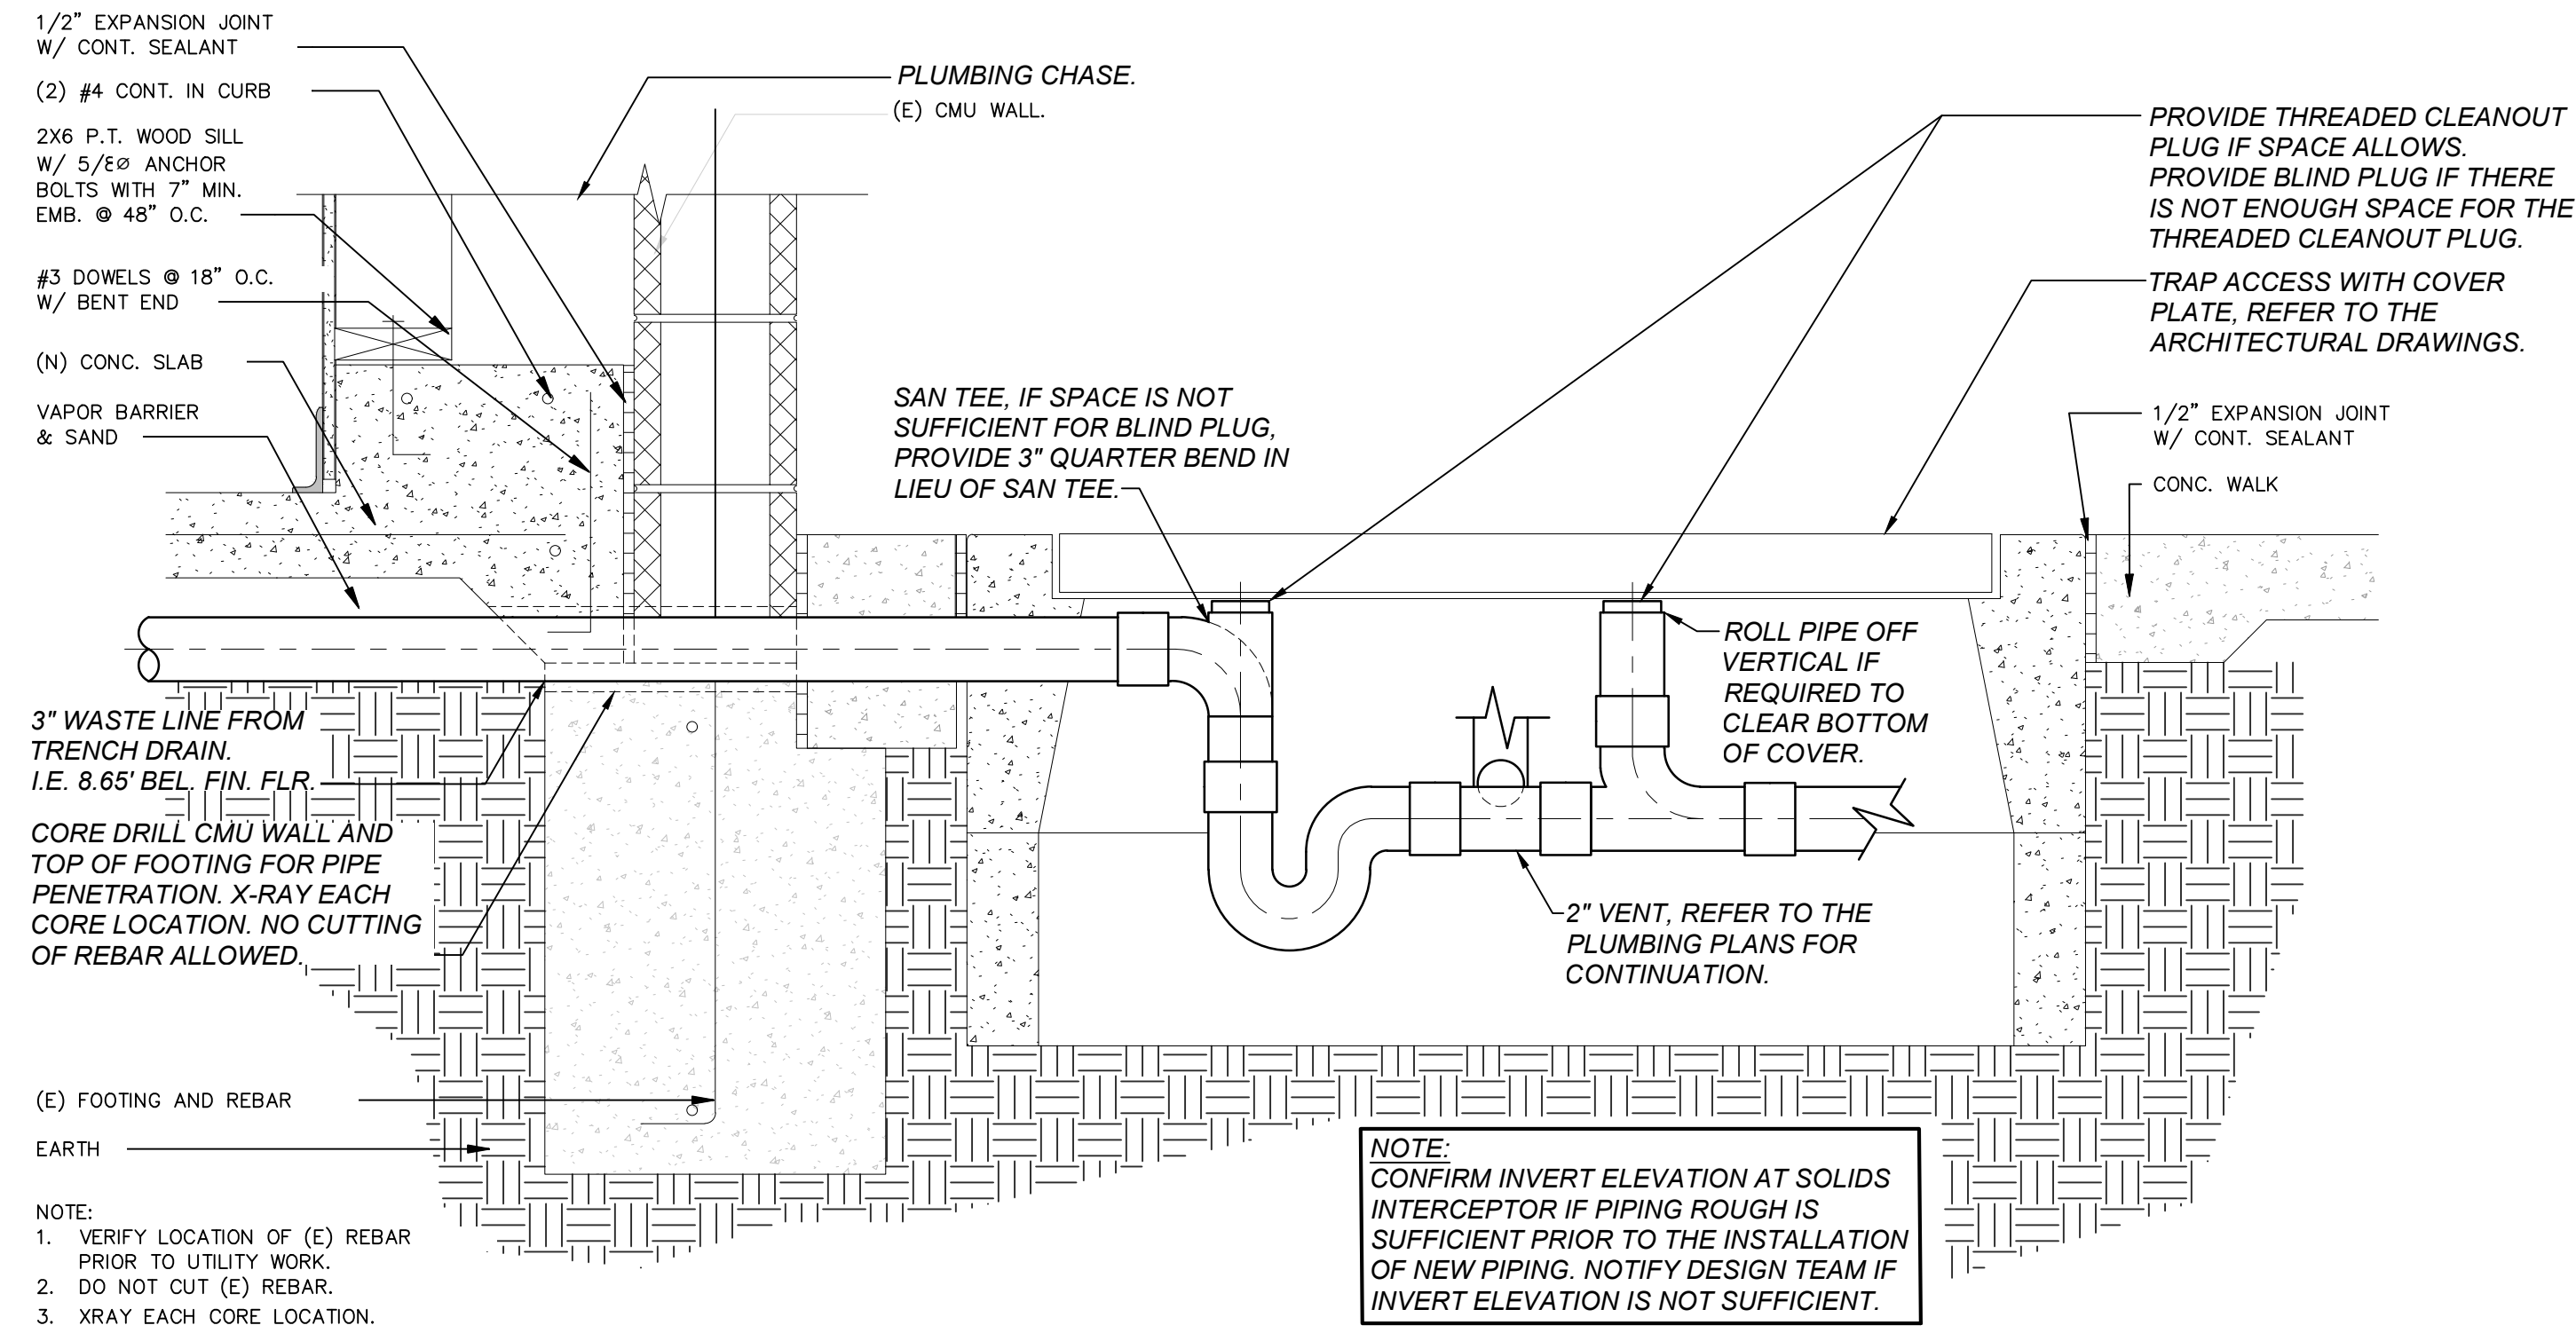 1/2" EXPANSION JOINT
W/ CONT. SEALANT
(2) #4 CONT. IN CURB
2X6 P.T. WOOD SILL
W/ 5/8Ø ANCHOR
BOLTS WITH 7" MIN.
EMB. @ 48" O.C.
#3 DOWELS @ 18" O.C.
W/ BENT END
(N) CONC. SLAB
VAPOR BARRIER
& SAND
3" WASTE LINE FROM
TRENCH DRAIN.
I.E. 8.65' BEL. FIN. FLR.
CORE DRILL CMU WALL AND
TOP OF FOOTING FOR PIPE
PENETRATION. X-RAY EACH
CORE LOCATION. NO CUTTING
OF REBAR ALLOWED.
(E) FOOTING AND REBAR
EARTH
NOTE:
1. VERIFY LOCATION OF (E) REBAR
PRIOR TO UTILITY WORK.
2. DO NOT CUT (E) REBAR.
3. XRAY EACH CORE LOCATION.
PLUMBING CHASE.
(E) CMU WALL.
SAN TEE, IF SPACE IS NOT
SUFFICIENT FOR BLIND PLUG,
PROVIDE 3" QUARTER BEND IN
LIEU OF SAN TEE.
PROVIDE THREADED CLEANOUT
PLUG IF SPACE ALLOWS.
PROVIDE BLIND PLUG IF THERE
IS NOT ENOUGH SPACE FOR THE
THREADED CLEANOUT PLUG.
TRAP ACCESS WITH COVER
PLATE, REFER TO THE
ARCHITECTURAL DRAWINGS.
1/2" EXPANSION JOINT
W/ CONT. SEALANT
CONC. WALK
ROLL PIPE OFF
VERTICAL IF
REQUIRED TO
CLEAR BOTTOM
OF COVER.
2" VENT, REFER TO THE
PLUMBING PLANS FOR
CONTINUATION.
NOTE:
CONFIRM INVERT ELEVATION AT SOLIDS
INTERCEPTOR IF PIPING ROUGH IS
SUFFICIENT PRIOR TO THE INSTALLATION
OF NEW PIPING. NOTIFY DESIGN TEAM IF
INVERT ELEVATION IS NOT SUFFICIENT.